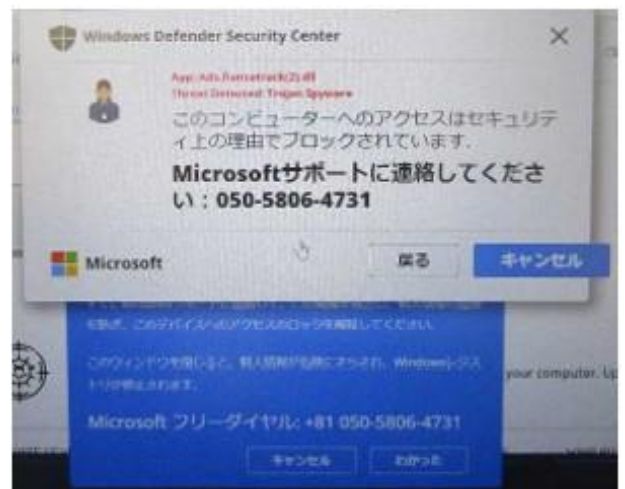 Windows Defender Security Center
App: Ads.fiancetrack(2).dll
Threat Detected: Trojan Spyware
このコンピューターへのアクセスはセキュリテ
ィ上の理由でブロックされています.
Microsoftサポートに連絡してくださ
い：050-5806-4731
Microsoft
戻る
キャンセル
を防ぎ、このデバイスへのアクセスのロックを解除してください。
このウィンドウを閉じると、個人情報が危険にさらされ、Windowsレジス
トリが停止されます。
your computer. Up
Microsoft フリーダイヤル: +81 050-5806-4731
キャンセル
わかった